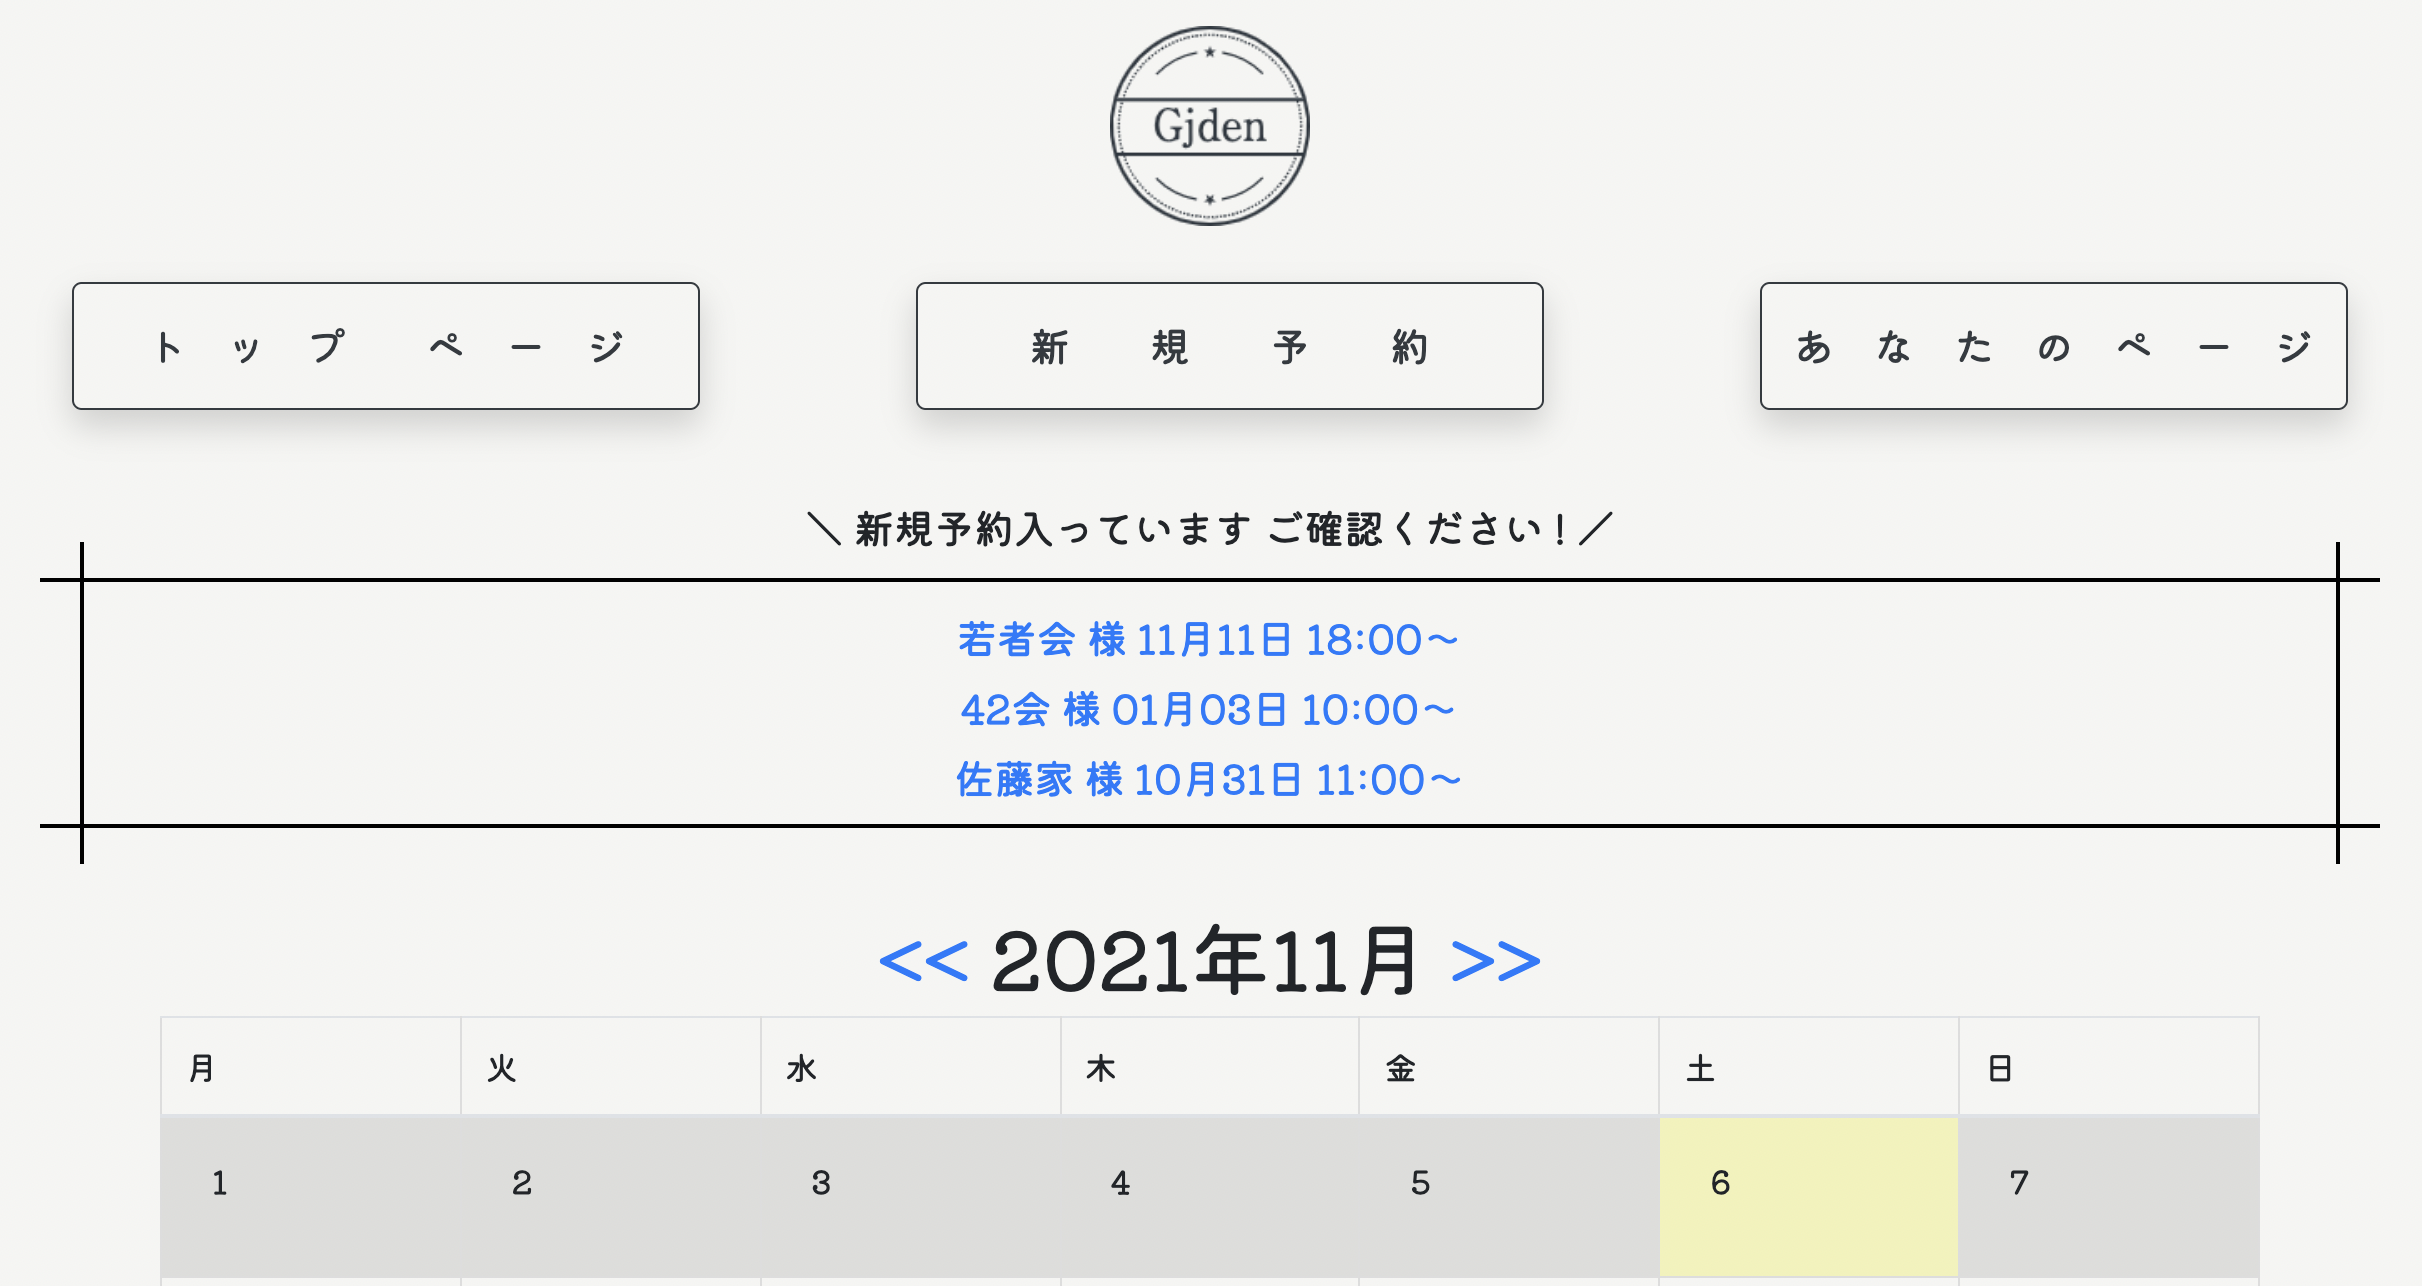 Gjden
トップ ページ
新規予約
あなたのページ
＼ 新規予約入っています ご確認ください！／
若者会 様 11月11日 18:00〜
42会 様 01月03日 10:00〜
佐藤家 様 10月31日 11:00〜
<< 2021年11月 >>
月 火 水 木 金 土 日
1 2 3 4 5 6 7